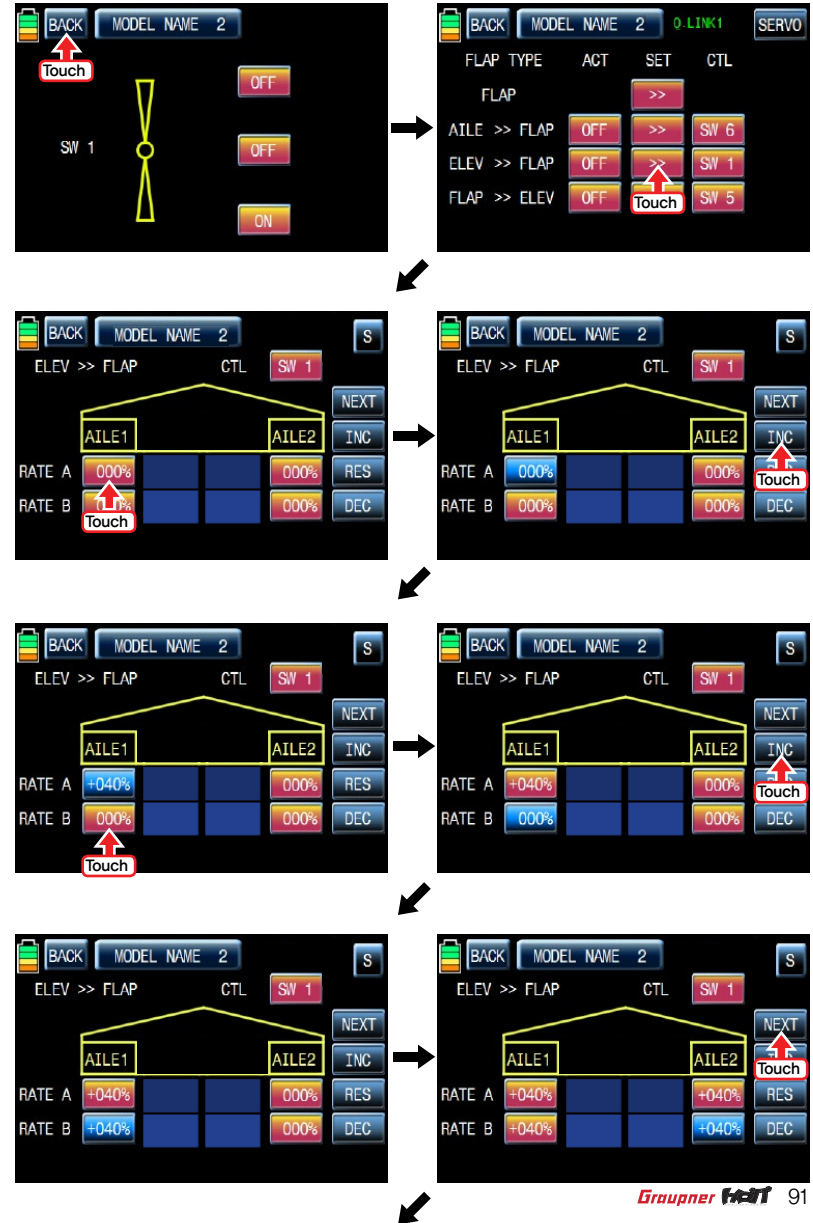 BACK MODEL NAME 2
Touch
OFF
SW 1 OFF
ON
BACK MODEL NAME 2 Q.LINK1 SERVO
FLAP TYPE ACT SET CTL
FLAP >>
AILE >> FLAP OFF >> SW 6
ELEV >> FLAP OFF >> SW 1
FLAP >> ELEV OFF SW 5
Touch
BACK MODEL NAME 2 S
ELEV >> FLAP CTL SW 1
NEXT
AILE1 AILE2 INC
RATE A 000% 000% RES
RATE B 000% DEC
Touch
BACK MODEL NAME 2 S
ELEV >> FLAP CTL SW 1
NEXT
AILE1 AILE2 INC
RATE A 000% 000%
Touch
RATE B 000% 000% DEC
BACK MODEL NAME 2 S
ELEV >> FLAP CTL SW 1
NEXT
AILE1 AILE2 INC
RATE A +040% 000% RES
RATE B 000% 000% DEC
Touch
BACK MODEL NAME 2 S
ELEV >> FLAP CTL SW 1
NEXT
AILE1 AILE2 INC
RATE A +040% 000%
Touch
RATE B 000% 000% DEC
BACK MODEL NAME 2 S
ELEV >> FLAP CTL SW 1
NEXT
AILE1 AILE2 INC
RATE A +040% 000% RES
RATE B +040% 000% DEC
BACK MODEL NAME 2 S
ELEV >> FLAP CTL SW 1
NEXT
AILE1 AILE2
Touch
RATE A +040% +040% RES
RATE B +040% +040% DEC
Graupner 91